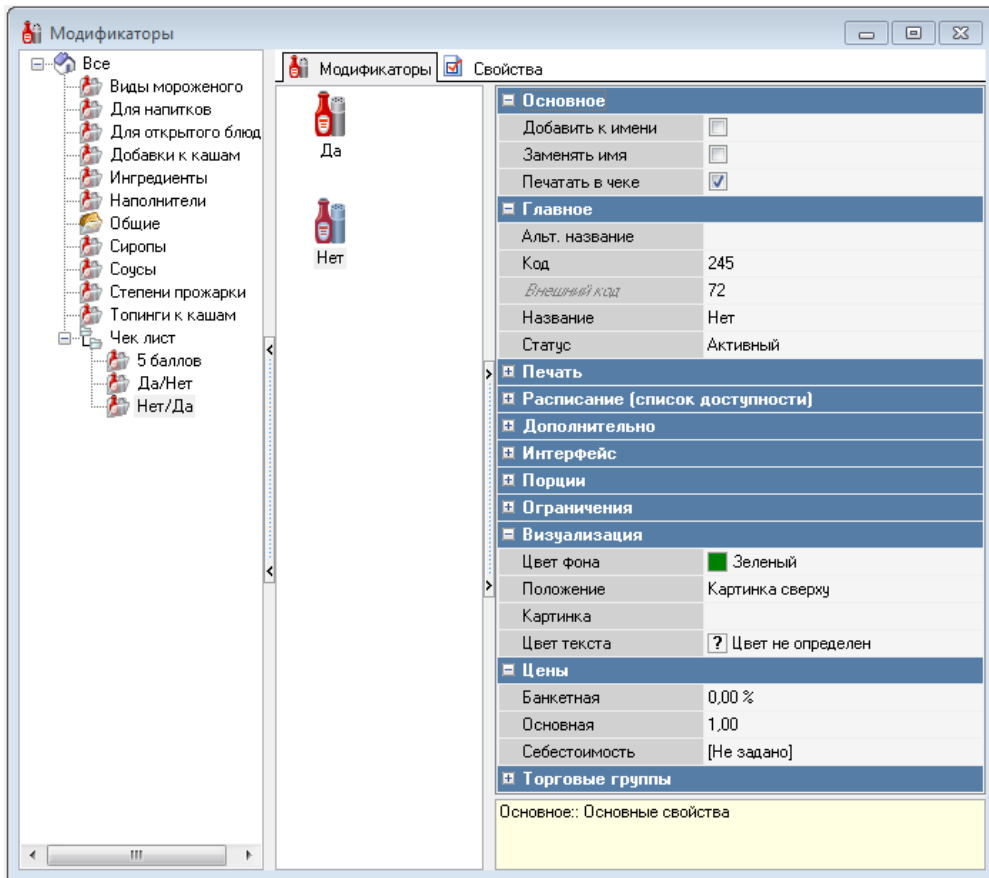 Модификаторы
Все
Виды мороженого
Для напитков
Для открытого блюд
Добавки к кашам
Ингредиенты
Наполнители
Общие
Сиропы
Соусы
Степени прожарки
Топинги к кашам
Чек лист
5 баллов
Да/Нет
Нет/Да
Модификаторы Свойства
Да
Нет
Основное
Добавить к имени
Заменять имя
Печатать в чеке
Главное
Альт. название
Код 245
Внешний код 72
Название Нет
Статус Активный
Печать
Расписание (список доступности)
Дополнительно
Интерфейс
Порции
Ограничения
Визуализация
Цвет фона Зеленый
Положение Картинка сверху
Картинка
Цвет текста ? Цвет не определен
Цены
Банкетная 0,00 %
Основная 1,00
Себестоимость [Не задано]
Торговые группы
Основное:: Основные свойства